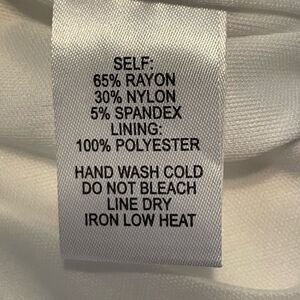 SELF:
65% RAYON
30% NYLON
5% SPANDEX
LINING:
100% POLYESTER
HAND WASH COLD
DO NOT BLEACH
LINE DRY
IRON LOW HEAT